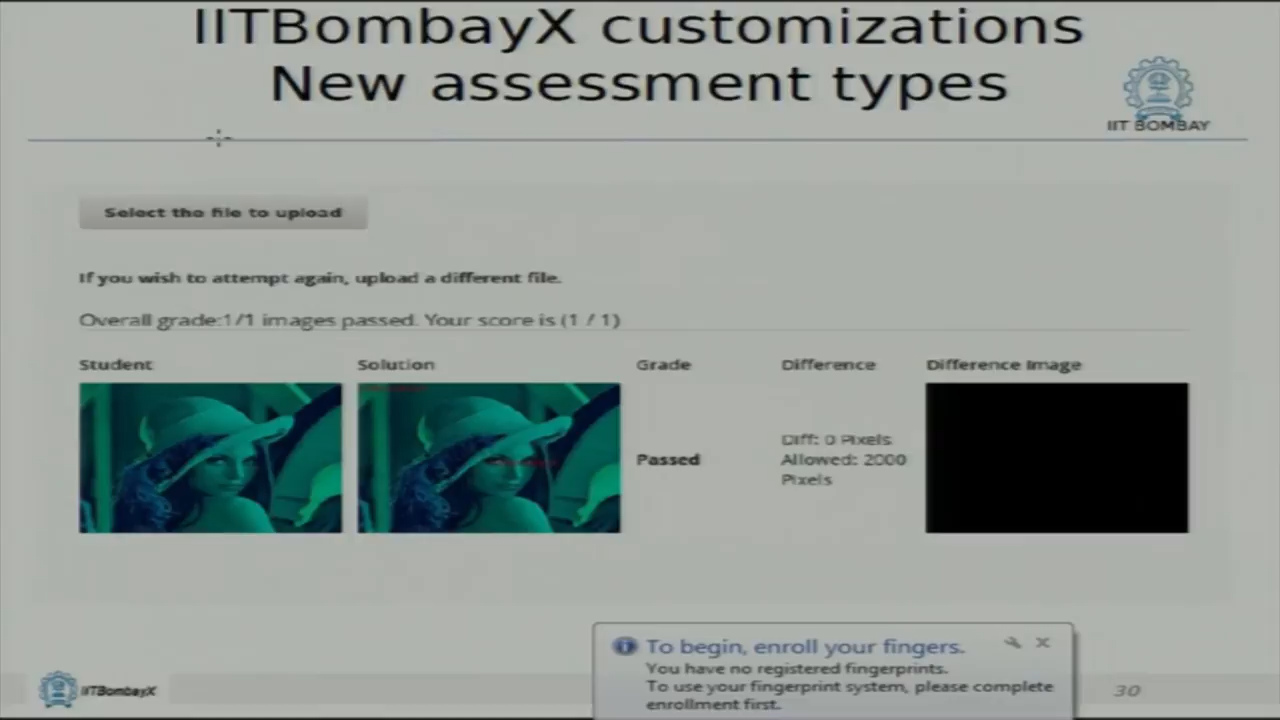 IITBombayX customizations
New assessment types
IIT BOMBAY
Select the file to upload
If you wish to attempt again, upload a different file.
Overall grade:1/1 images passed. Your score is (1 / 1)
Student
Solution
Grade
Difference
Difference Image
Passed
Diff: 0 Pixels
Allowed: 2000
Pixels
To begin, enroll your fingers.
You have no registered fingerprints.
To use your fingerprint system, please complete
enrollment first.
IITBombayX
30